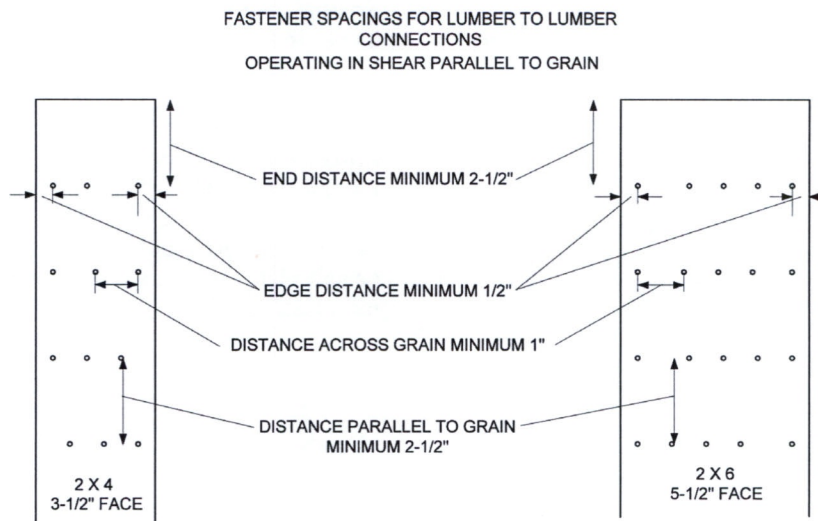 FASTENER SPACINGS FOR LUMBER TO LUMBER
CONNECTIONS
OPERATING IN SHEAR PARALLEL TO GRAIN
END DISTANCE MINIMUM 2-1/2"
EDGE DISTANCE MINIMUM 1/2"
DISTANCE ACROSS GRAIN MINIMUM 1"
DISTANCE PARALLEL TO GRAIN
MINIMUM 2-1/2"
2 X 4
3-1/2" FACE
2 X 6
5-1/2" FACE